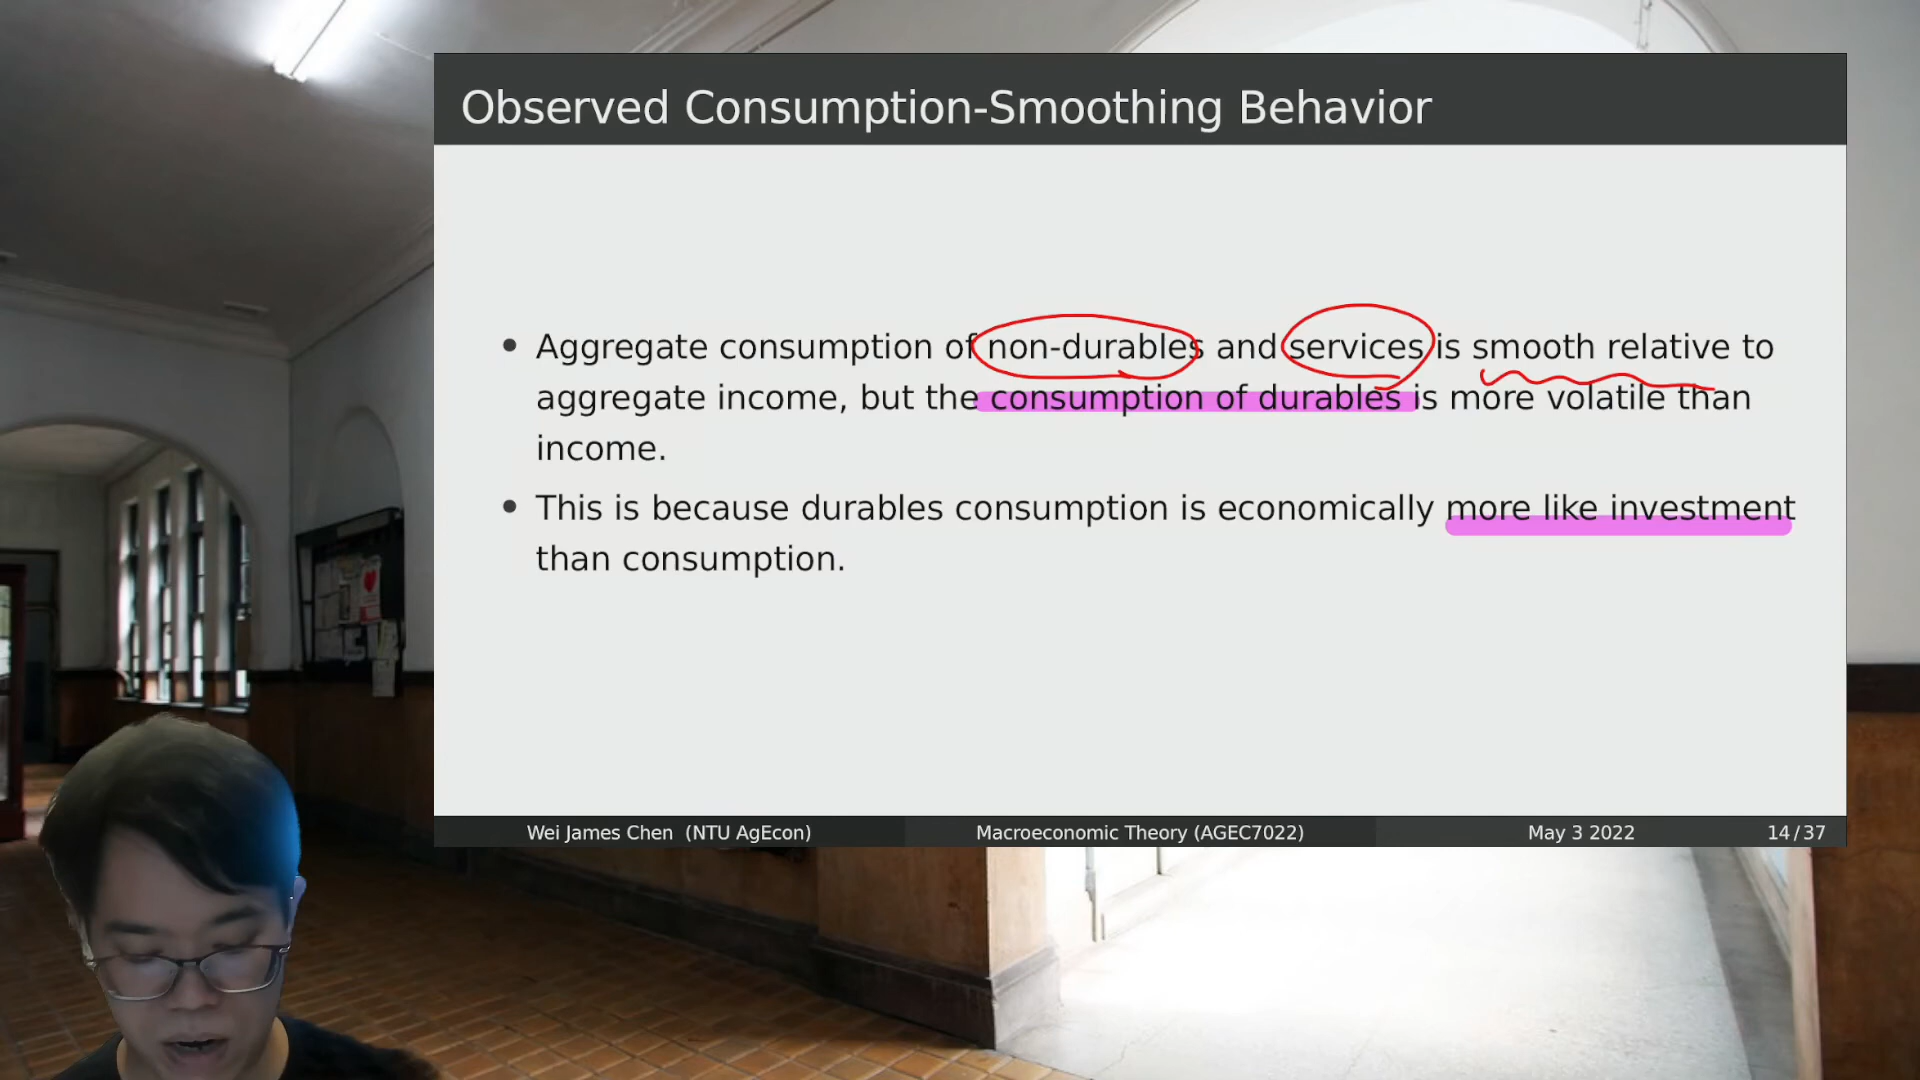 Observed Consumption-Smoothing Behavior
• Aggregate consumption of non-durables and services is smooth relative to
aggregate income, but the consumption of durables is more volatile than
income.
• This is because durables consumption is economically more like investment
than consumption.
Wei James Chen (NTU AgEcon) Macroeconomic Theory (AGEC7022) May 3 2022 14/37